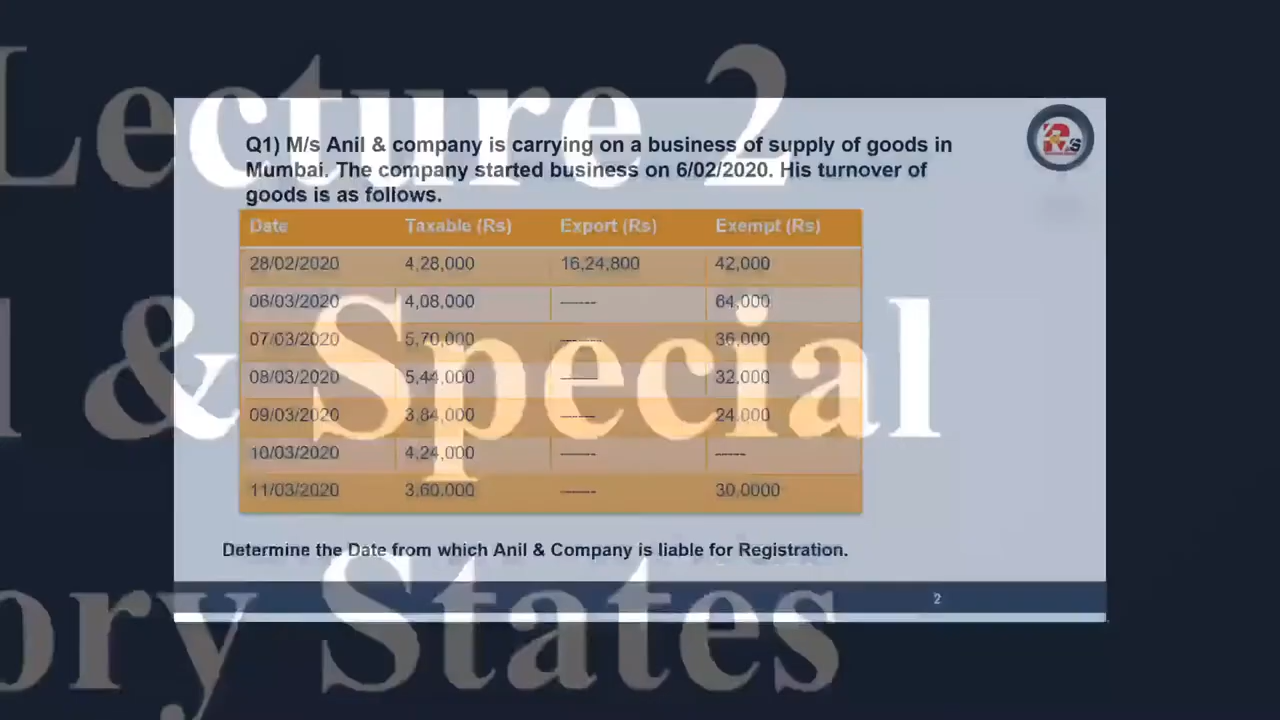 Lecture 2
Q1) M/s Anil & company is carrying on a business of supply of goods in
Mumbai. The company started business on 6/02/2020. His turnover of
goods is as follows.
Date Taxable (Rs) Export (Rs) Exempt (Rs)
28/02/2020 4,28,000 16,24,800 42,000
06/03/2020 4,08,000 ------ 64,000
07/03/2020 5,70,000 ------- 36,000
08/03/2020 5,44,000 ------ 32,000
& Special
09/03/2020 3,84,000 ------ 24,000
10/03/2020 4,24,000 ------ -----
11/03/2020 3,60,000 ------ 30,0000
Determine the Date from which Anil & Company is liable for Registration.
2
ory States